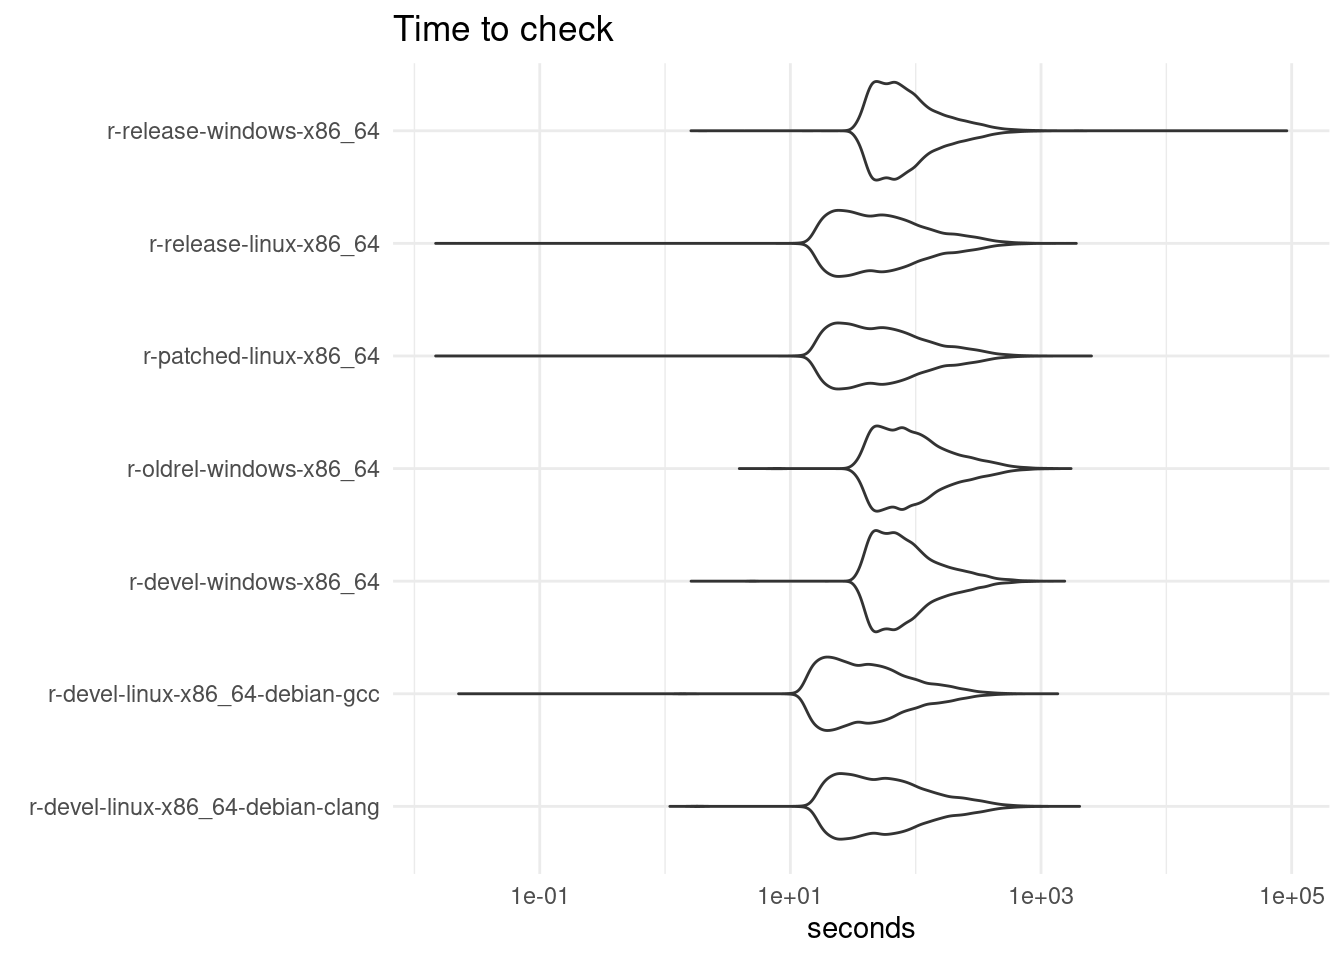 Time to check
r-release-windows-x86_64
r-release-linux-x86_64
r-patched-linux-x86_64
r-oldrel-windows-x86_64
r-devel-windows-x86_64
r-devel-linux-x86_64-debian-gcc
r-devel-linux-x86_64-debian-clang
1e-01 1e+01 1e+03 1e+05
seconds